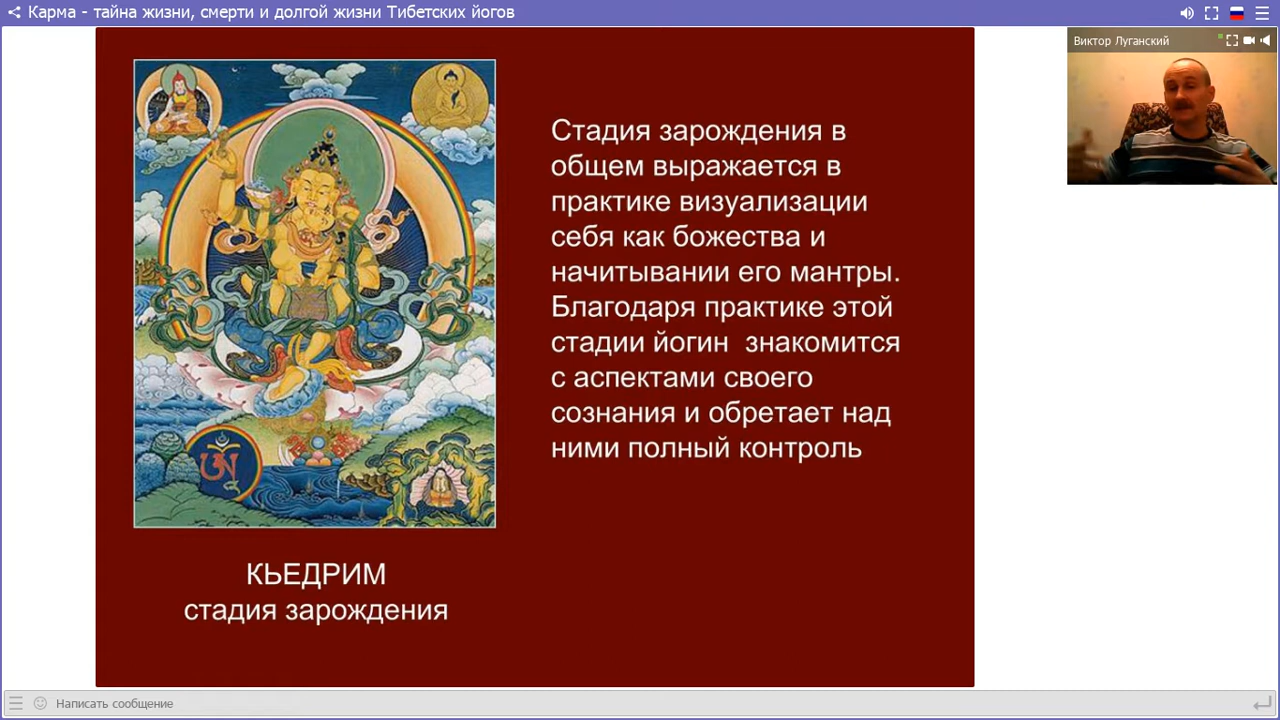 Карма - тайна жизни, смерти и долгой жизни Тибетских йогов
Виктор Луганский
Стадия зарождения в
общем выражается в
практике визуализации
себя как божества и
начитывании его мантры.
Благодаря практике этой
стадии йогин знакомится
с аспектами своего
сознания и обретает над
ними полный контроль
КЬЕДРИМ
стадия зарождения
Написать сообщение